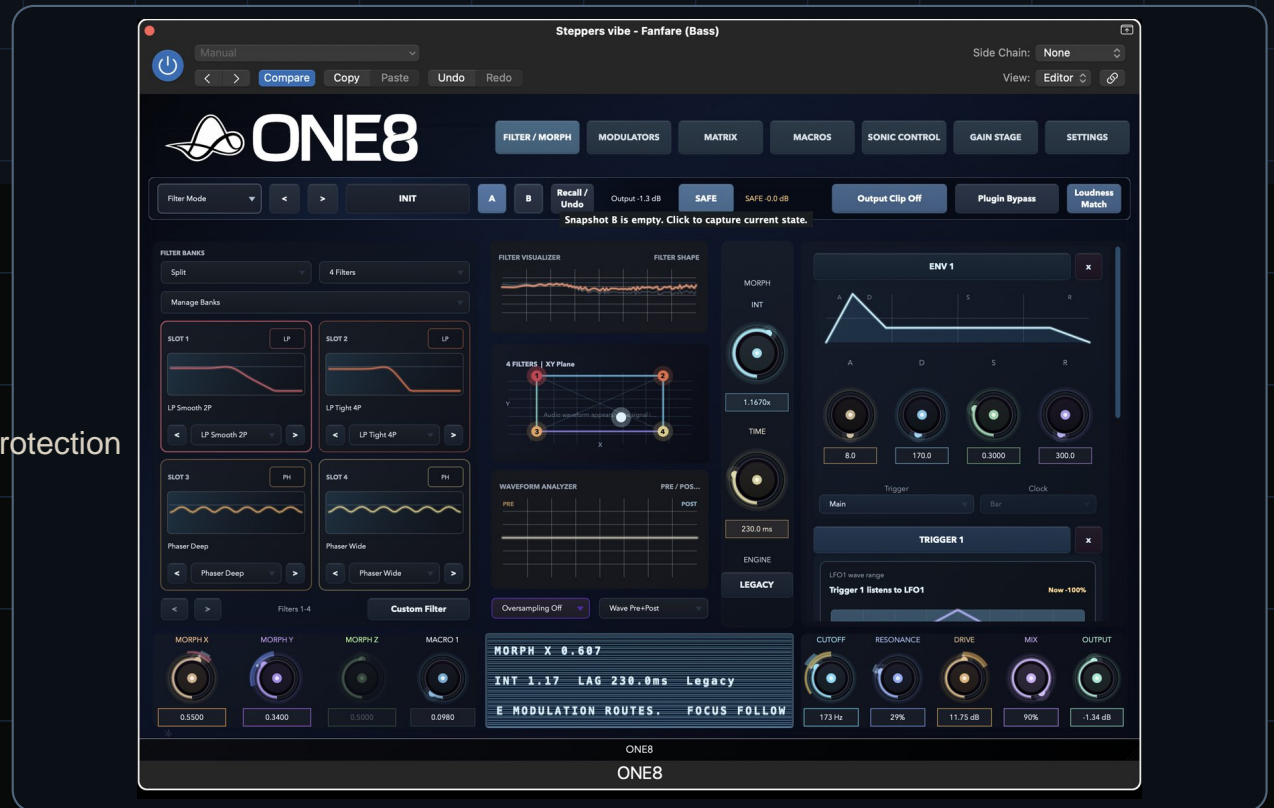 Steppers vibe - Fanfare (Bass)
Manual
Side Chain: None
< > Compare Copy Paste Undo Redo
View: Editor
ONE8
FILTER / MORPH MODULATORS MATRIX MACROS SONIC CONTROL GAIN STAGE SETTINGS
Filter Mode < > INIT A B Recall / Undo Output -1.3 dB SAFE SAFE -0.0 dB Output Clip Off Plugin Bypass Loudness Match
Snapshot B is empty. Click to capture current state.
FILTER BANKS
Split 4 Filters
Manage Banks
SLOT 1 LP SLOT 2 LP
LP Smooth 2P LP Tight 4P
< LP Smooth 2P > < LP Tight 4P >
rotection
SLOT 3 PH SLOT 4 PH
Phaser Deep Phaser Wide
< Phaser Deep > < Phaser Wide >
< > Filters 1-4 Custom Filter
FILTER VISUALIZER FILTER SHAPE
4 FILTERS | XY Plane
1 2
Y
3 4
X
WAVEFORM ANALYZER PRE / POS...
PRE POST
Oversampling Off Wave Pre+Post
MORPH
INT
1.1670x
TIME
230.0 ms
ENGINE
LEGACY
ENV 1 x
A D S R
A D S R
8.0 170.0 0.3000 300.0
Trigger Clock
Main Bar
TRIGGER 1 x
LFO1 wave range
Trigger 1 listens to LFO1 Now -100%
MORPH X MORPH Y MORPH Z MACRO 1
0.5500 0.3400 0.5000 0.0980
MORPH X 0.607
INT 1.17 LAG 230.0ms Legacy
E MODULATION ROUTES. FOCUS FOLLOW
CUTOFF RESONANCE DRIVE MIX OUTPUT
173 Hz 29% 11.75 dB 90% -1.34 dB
ONE8
ONE8